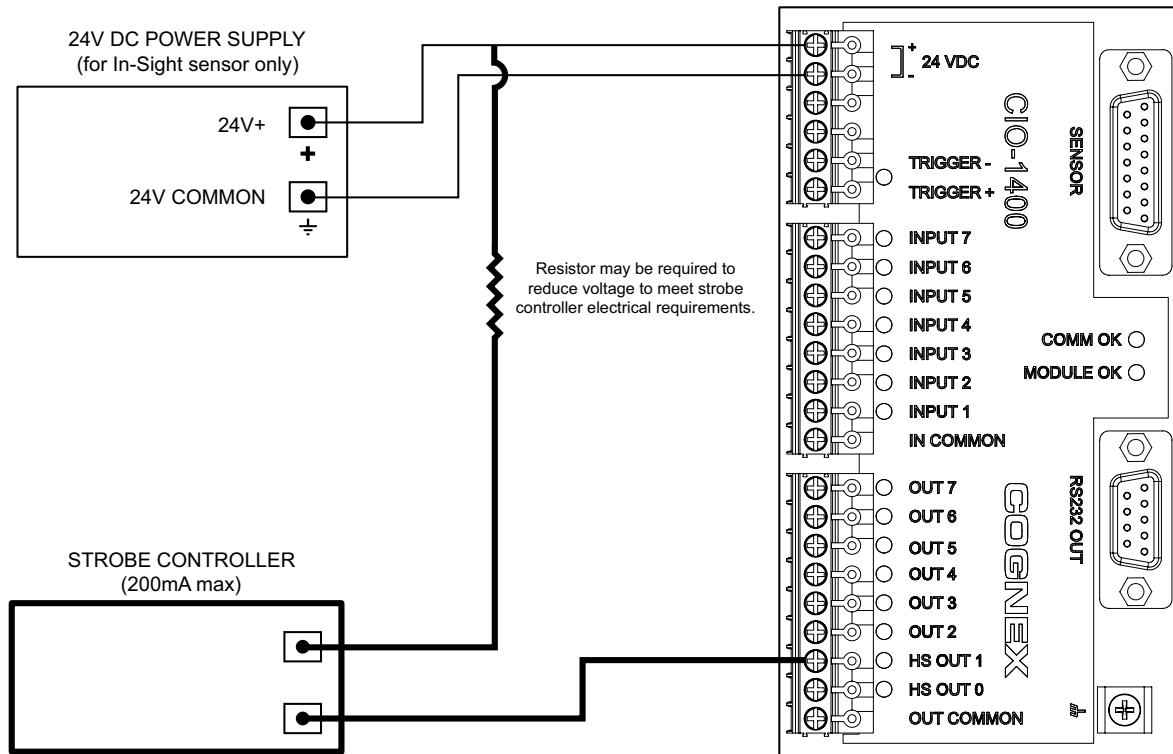 24V DC POWER SUPPLY
(for In-Sight sensor only)
24V+
+
24V COMMON
Resistor may be required to
reduce voltage to meet strobe
controller electrical requirements.
STROBE CONTROLLER
(200mA max)
+
24 VDC
-
TRIGGER -
TRIGGER +
INPUT 7
INPUT 6
INPUT 5
INPUT 4
INPUT 3
INPUT 2
INPUT 1
IN COMMON
OUT 7
OUT 6
OUT 5
OUT 4
OUT 3
OUT 2
HS OUT 1
HS OUT 0
OUT COMMON
CIO-1400
COGNEX
SENSOR
COMM OK
MODULE OK
RS232 OUT